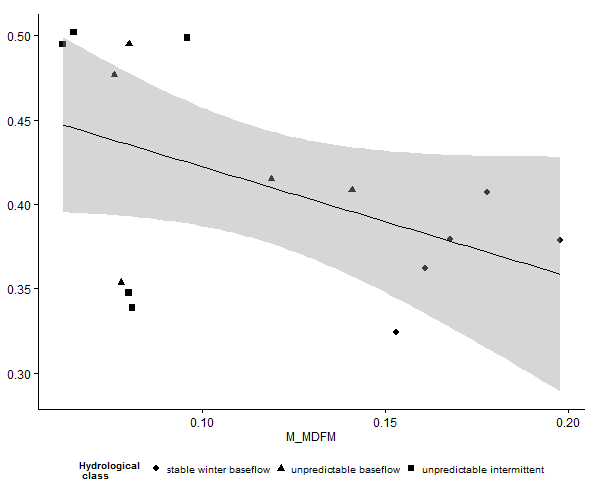 0.50
0.45
0.40
0.35
0.30
0.10
0.15
0.20
M_MDFM
Hydrological
class
stable winter baseflow
unpredictable baseflow
unpredictable intermittent